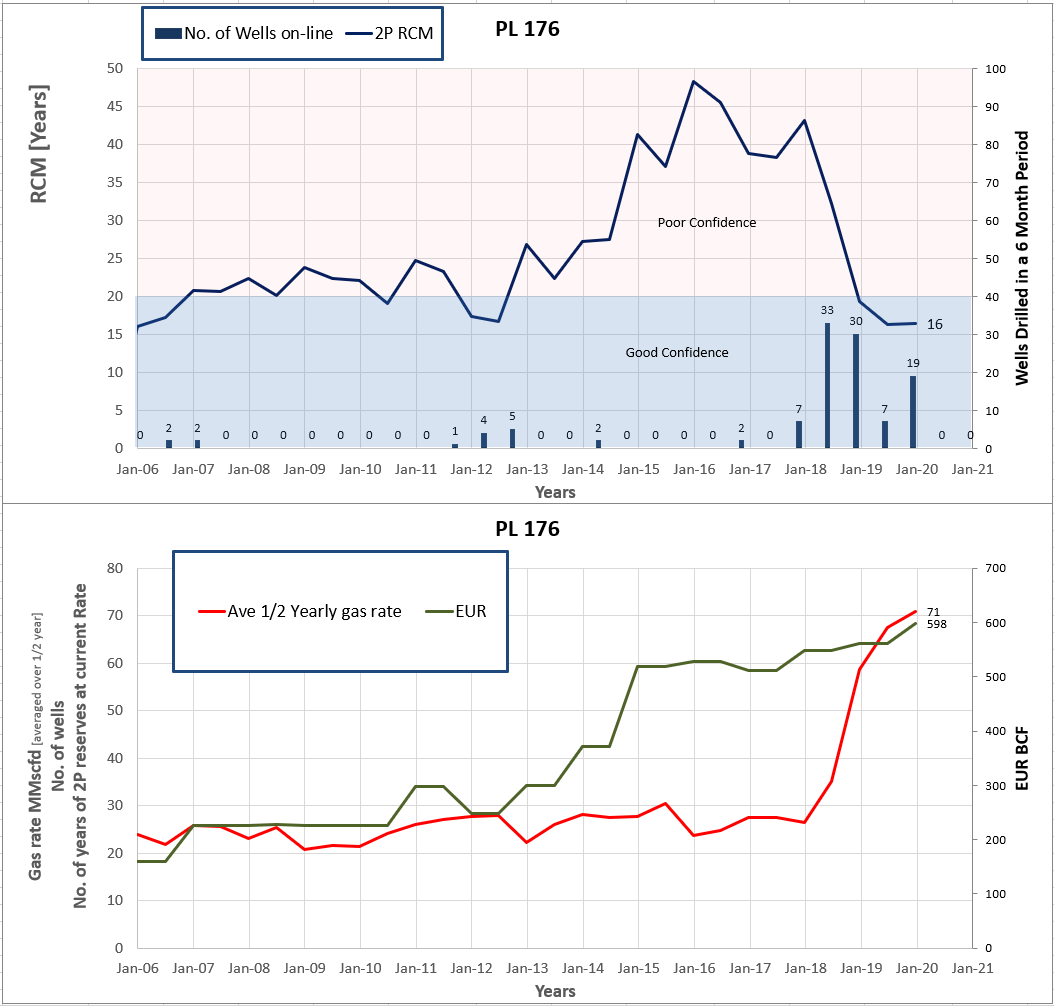 PL 176
No. of Wells on-line 2P RCM
RCM [Years]
50
45
40
35
30
25
20
15
10
5
0
100
90
80
70
60
50
40
30
20
10
0
Wells Drilled in a 6 Month Period
Poor Confidence
Good Confidence
16
0 2 2 0 0 0 0 0 0 0 0 1 4 5 0 0 2 0 0 0 0 2 0 7 33 30 7 19 0 0
Jan-06 Jan-07 Jan-08 Jan-09 Jan-10 Jan-11 Jan-12 Jan-13 Jan-14 Jan-15 Jan-16 Jan-17 Jan-18 Jan-19 Jan-20 Jan-21
Years
PL 176
Ave 1/2 Yearly gas rate EUR
Gas rate MMscfd [averaged over 1/2 year]
No. of wells
No. of years of 2P reserves at current Rate
80
70
60
50
40
30
20
10
0
700
600
500
400
300
200
100
0
EUR BCF
71
598
Jan-06 Jan-07 Jan-08 Jan-09 Jan-10 Jan-11 Jan-12 Jan-13 Jan-14 Jan-15 Jan-16 Jan-17 Jan-18 Jan-19 Jan-20 Jan-21
Years